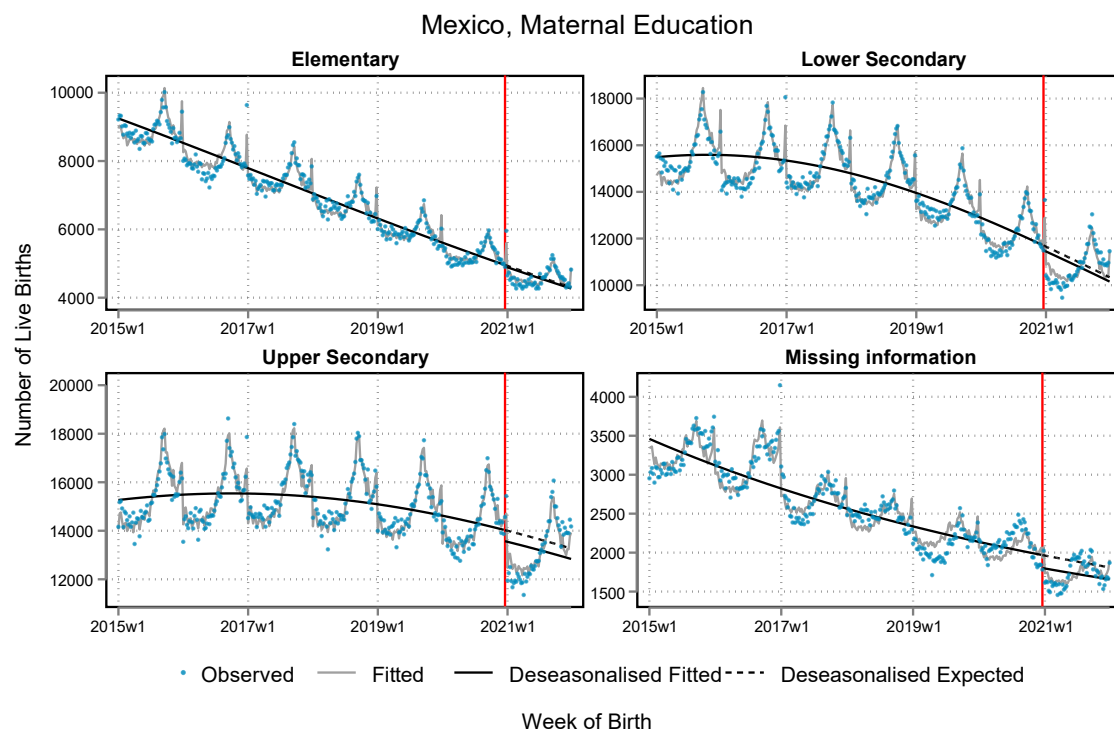 Mexico, Maternal Education
Elementary
Lower Secondary
Number of Live Births
10000
8000
6000
4000
2015w1 2017w1 2019w1 2021w1
18000
16000
14000
12000
10000
2015w1 2017w1 2019w1 2021w1
Upper Secondary
Missing information
20000
18000
16000
14000
12000
2015w1 2017w1 2019w1 2021w1
4000
3500
3000
2500
2000
1500
2015w1 2017w1 2019w1 2021w1
Observed Fitted Deseasonalised Fitted Deseasonalised Expected
Week of Birth